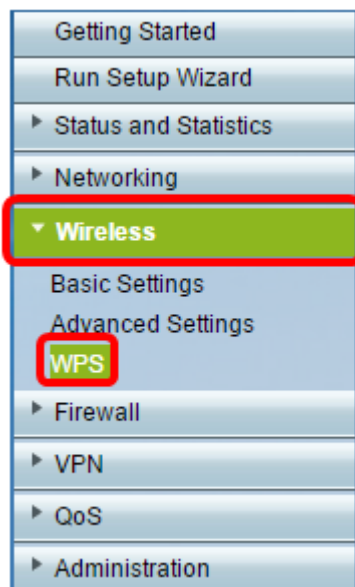 Getting Started
Run Setup Wizard
Status and Statistics
Networking
Wireless
Basic Settings
Advanced Settings
WPS
Firewall
VPN
QoS
Administration